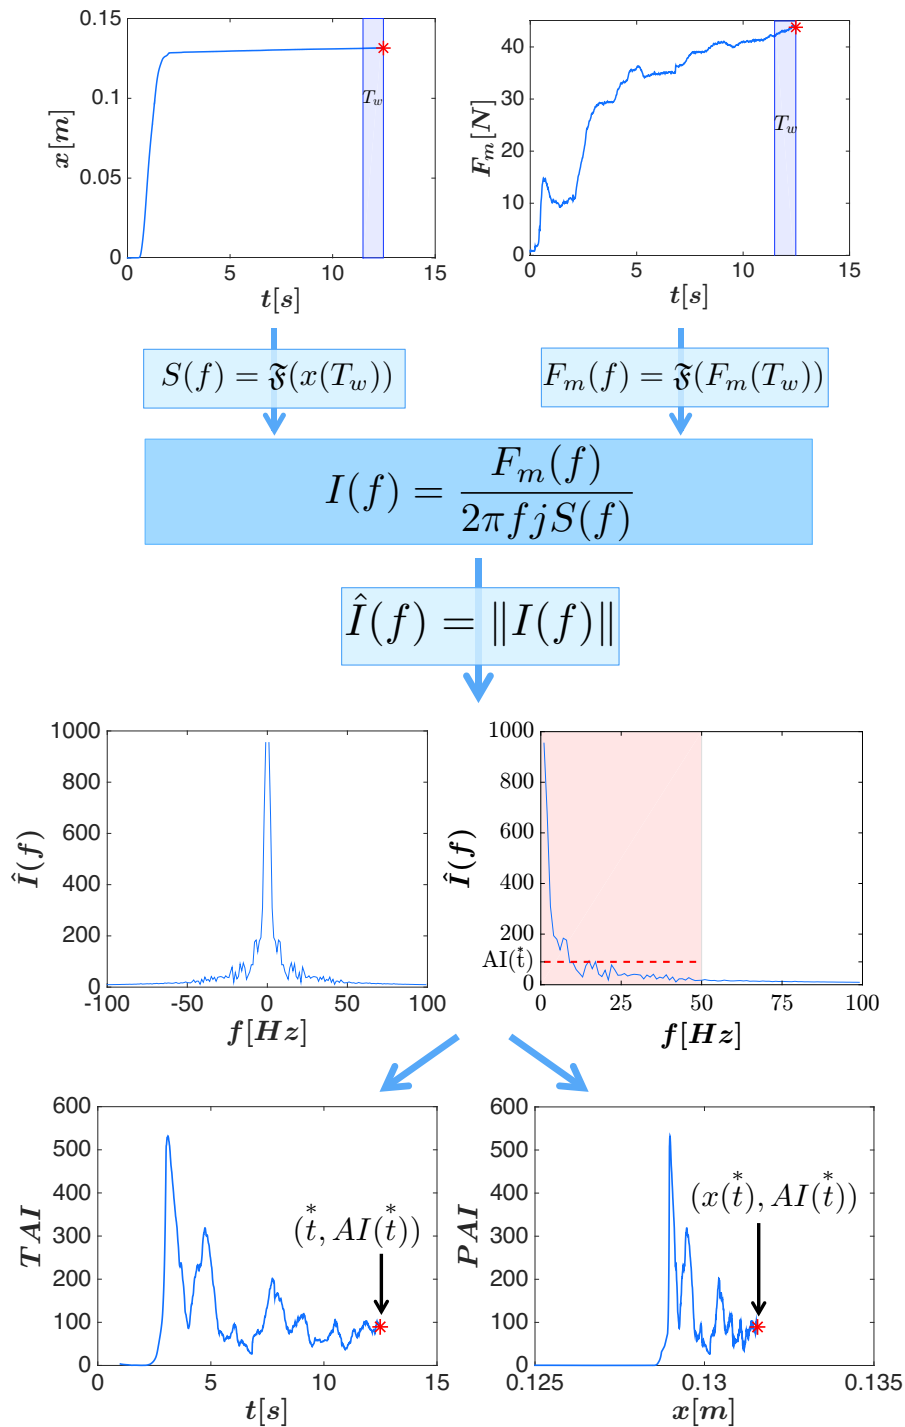 0.15
0.1
0.05
0
x[m]
T_w
0 5 10 15
t[s]
40
30
20
10
0
F_m[N]
T_w
0 5 10 15
t[s]
S(f) = 𝔉(x(T_w))
F_m(f) = 𝔉(F_m(T_w))
I(f) = F_m(f) / 2πfjS(f)
Î(f) = ‖I(f)‖
1000
800
600
400
200
0
Î(f)
-100 -50 0 50 100
f[Hz]
1000
800
600
400
200
AI(t*)
0
Î(f)
0 25 50 75 100
f[Hz]
600
500
400
300
200
100
0
TAI
(t*, AI(t*))
0 5 10 15
t[s]
600
500
400
300
200
100
0
PAI
(x(t*), AI(t*))
0.125 0.13 0.135
x[m]